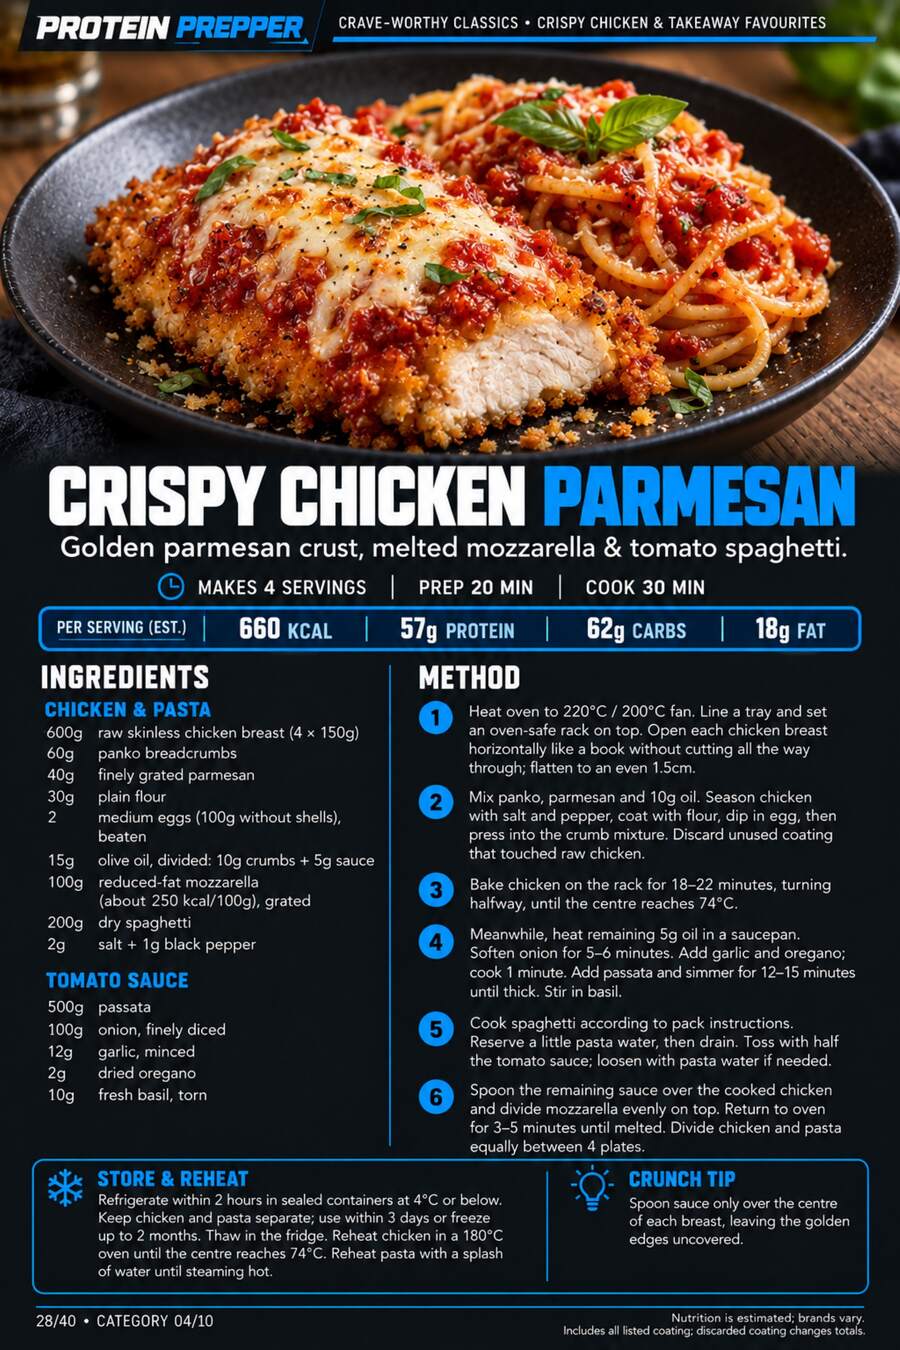 PROTEIN PREPPER
CRAVE-WORTHY CLASSICS • CRISPY CHICKEN & TAKEAWAY FAVOURITES
CRISPY CHICKEN PARMESAN
Golden parmesan crust, melted mozzarella & tomato spaghetti.
MAKES 4 SERVINGS | PREP 20 MIN | COOK 30 MIN
PER SERVING (EST.) | 660 KCAL | 57g PROTEIN | 62g CARBS | 18g FAT
INGREDIENTS
CHICKEN & PASTA
600g raw skinless chicken breast (4 × 150g)
60g panko breadcrumbs
40g finely grated parmesan
30g plain flour
2 medium eggs (100g without shells),
beaten
15g olive oil, divided: 10g crumbs + 5g sauce
100g reduced-fat mozzarella
(about 250 kcal/100g), grated
200g dry spaghetti
2g salt + 1g black pepper
TOMATO SAUCE
500g passata
100g onion, finely diced
12g garlic, minced
2g dried oregano
10g fresh basil, torn
METHOD
1 Heat oven to 220°C / 200°C fan. Line a tray and set
an oven-safe rack on top. Open each chicken breast
horizontally like a book without cutting all the way
through; flatten to an even 1.5cm.
2 Mix panko, parmesan and 10g oil. Season chicken
with salt and pepper, coat with flour, dip in egg, then
press into the crumb mixture. Discard unused coating
that touched raw chicken.
3 Bake chicken on the rack for 18–22 minutes, turning
halfway, until the centre reaches 74°C.
4 Meanwhile, heat remaining 5g oil in a saucepan.
Soften onion for 5–6 minutes. Add garlic and oregano;
cook 1 minute. Add passata and simmer for 12–15 minutes
until thick. Stir in basil.
5 Cook spaghetti according to pack instructions.
Reserve a little pasta water, then drain. Toss with half
the tomato sauce; loosen with pasta water if needed.
6 Spoon the remaining sauce over the cooked chicken
and divide mozzarella evenly on top. Return to oven
for 3–5 minutes until melted. Divide chicken and pasta
equally between 4 plates.
STORE & REHEAT
Refrigerate within 2 hours in sealed containers at 4°C or below.
Keep chicken and pasta separate; use within 3 days or freeze
up to 2 months. Thaw in the fridge. Reheat chicken in a 180°C
oven until the centre reaches 74°C. Reheat pasta with a splash
of water until steaming hot.
CRUNCH TIP
Spoon sauce only over the centre
of each breast, leaving the golden
edges uncovered.
28/40 • CATEGORY 04/10
Nutrition is estimated; brands vary.
Includes all listed coating; discarded coating changes totals.